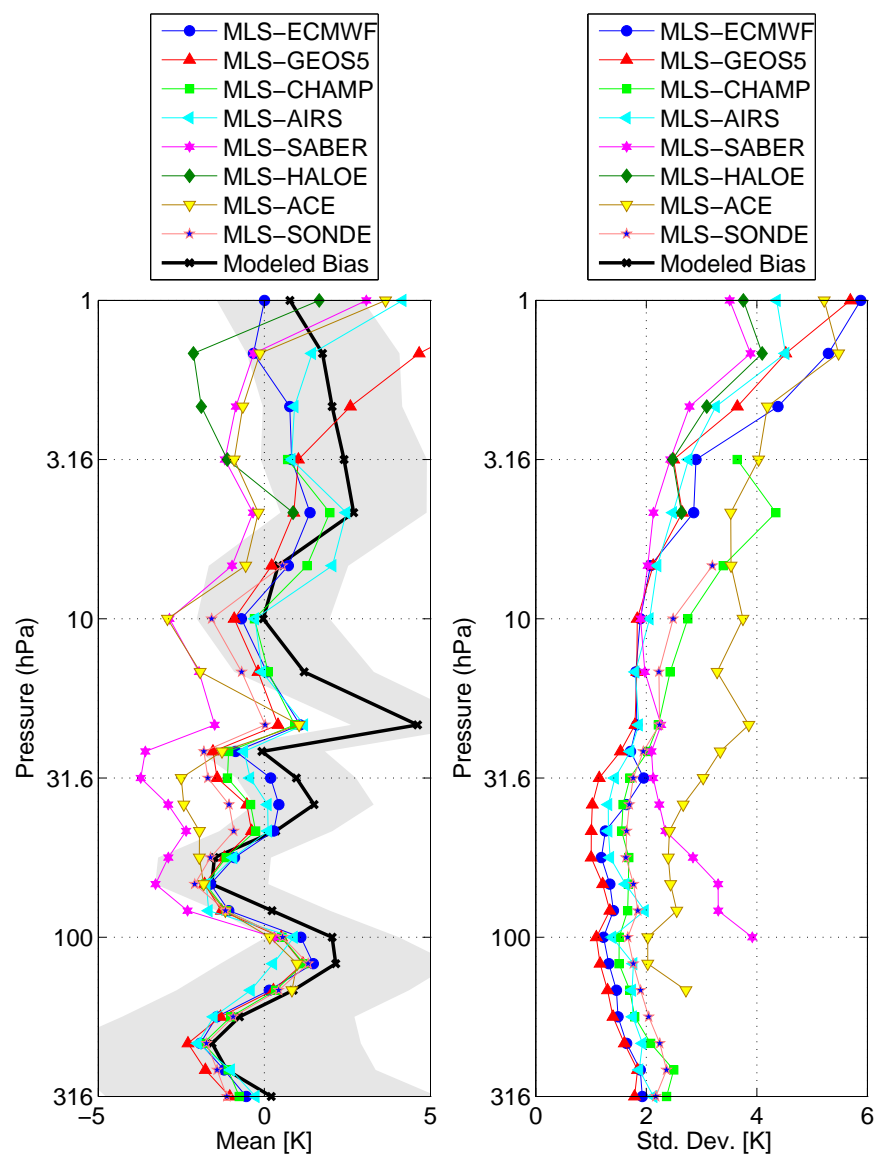 MLS−ECMWF
MLS−GEOS5
MLS−CHAMP
MLS−AIRS
MLS−SABER
MLS−HALOE
MLS−ACE
MLS−SONDE
Modeled Bias
1
3.16
10
31.6
100
316
Pressure (hPa)
−5
0
5
Mean [K]
MLS−ECMWF
MLS−GEOS5
MLS−CHAMP
MLS−AIRS
MLS−SABER
MLS−HALOE
MLS−ACE
MLS−SONDE
Modeled Bias
1
3.16
10
31.6
100
316
Pressure (hPa)
0
2
4
6
Std. Dev. [K]